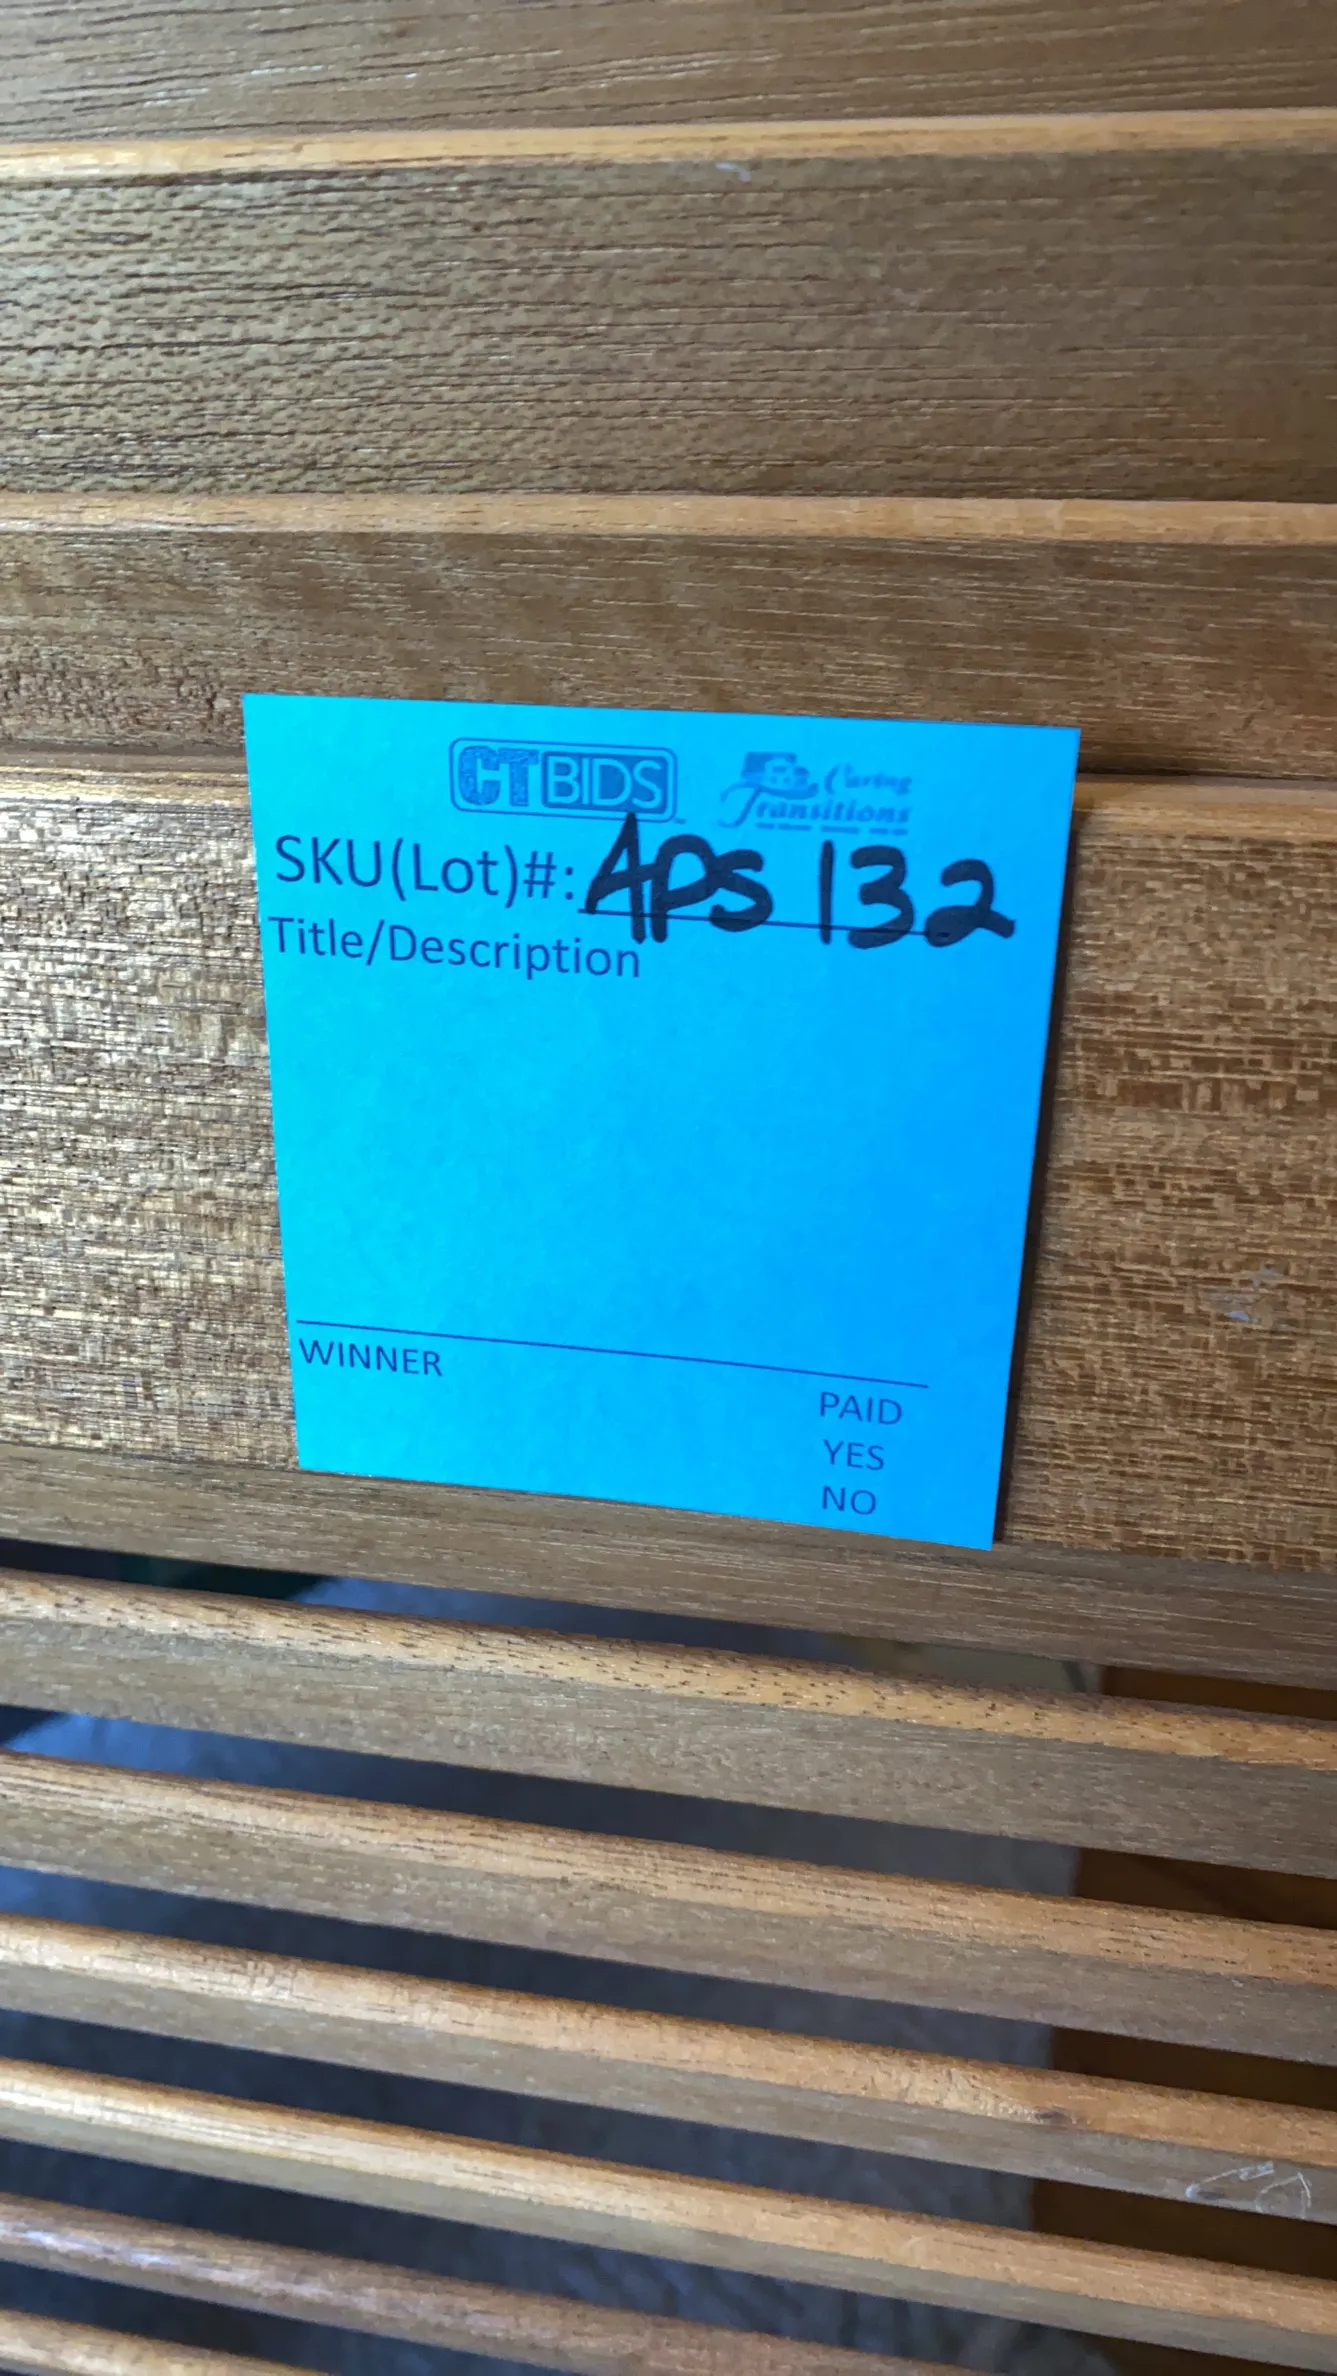 CTBIDS Caring Transitions
SKU(Lot)#: APS 132
Title/Description
WINNER
PAID
YES
NO